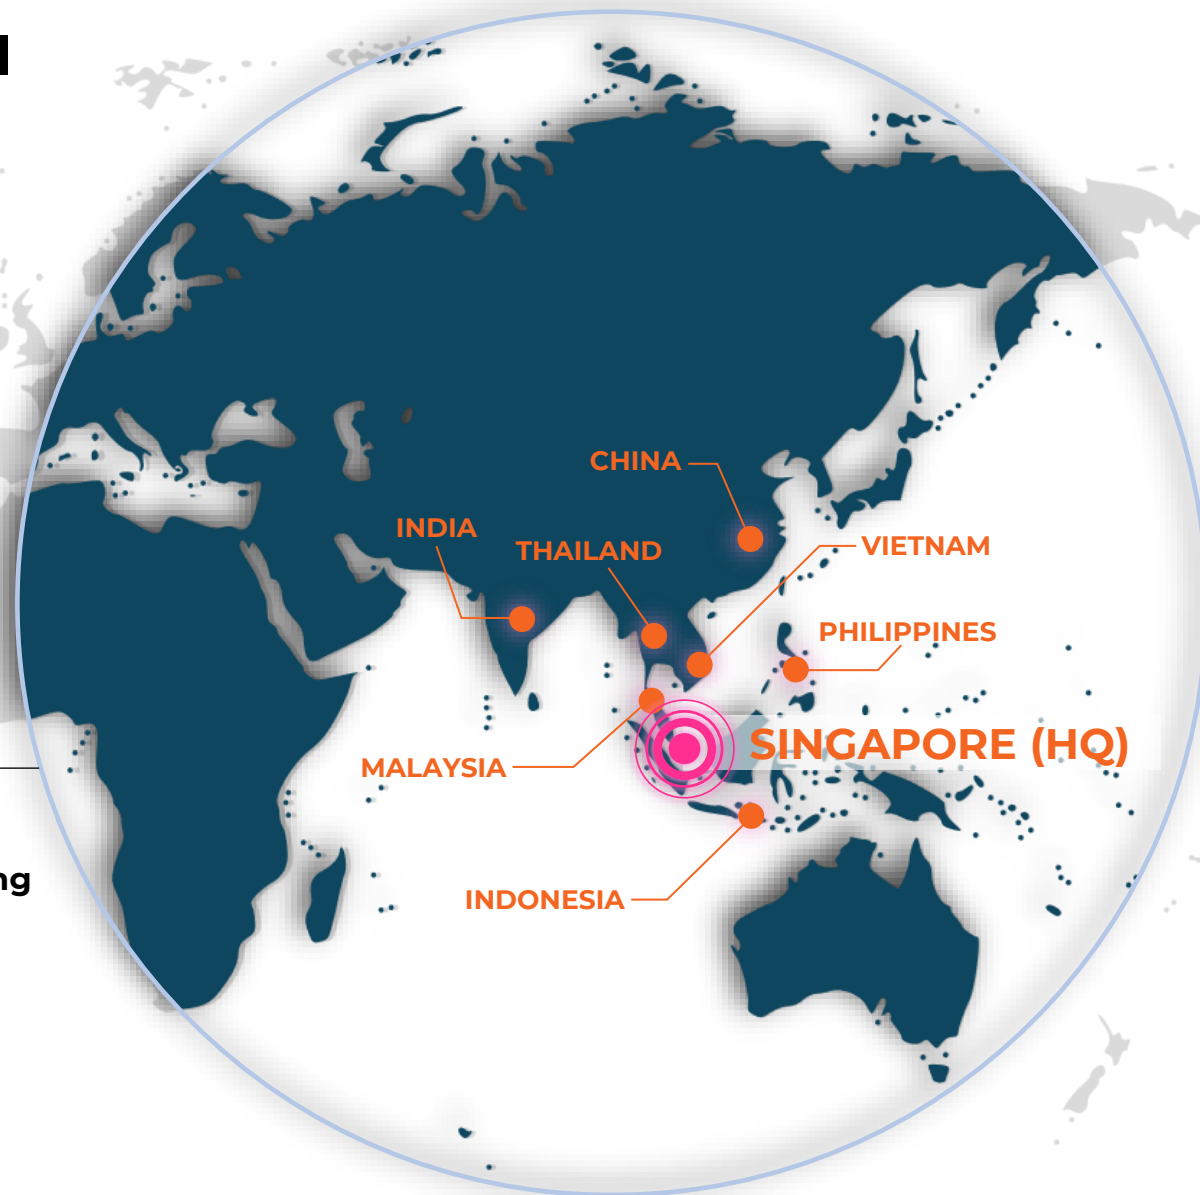 CHINA
INDIA
THAILAND
VIETNAM
PHILIPPINES
SINGAPORE (HQ)
MALAYSIA
ng
INDONESIA